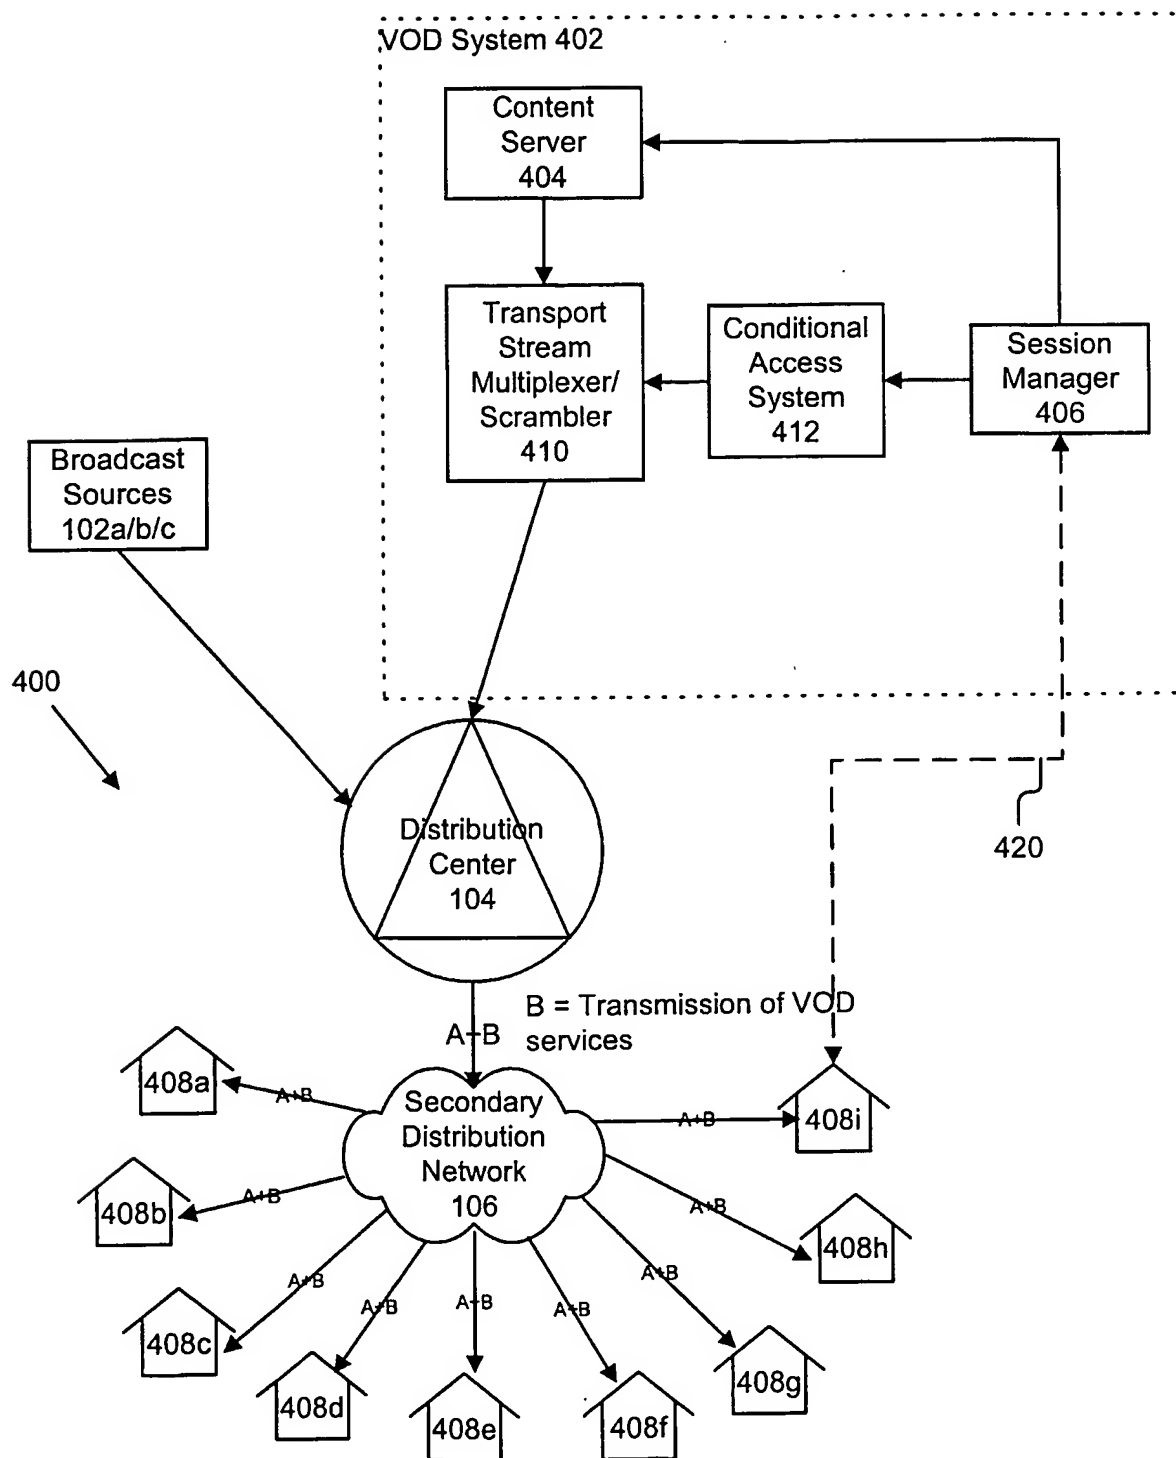 VOD System 402
Content
Server
404
Transport
Stream
Multiplexer/
Scrambler
410
Conditional
Access
System
412
Session
Manager
406
Broadcast
Sources
102a/b/c
400
420
Distribution
Center
104
A+B
B = Transmission of VOD
services
Secondary
Distribution
Network
106
408a
A+B
408b
A+B
408c
A+B
408d
A+B
408e
A+B
408f
A+B
408g
A+B
408h
A+B
408i
A+B